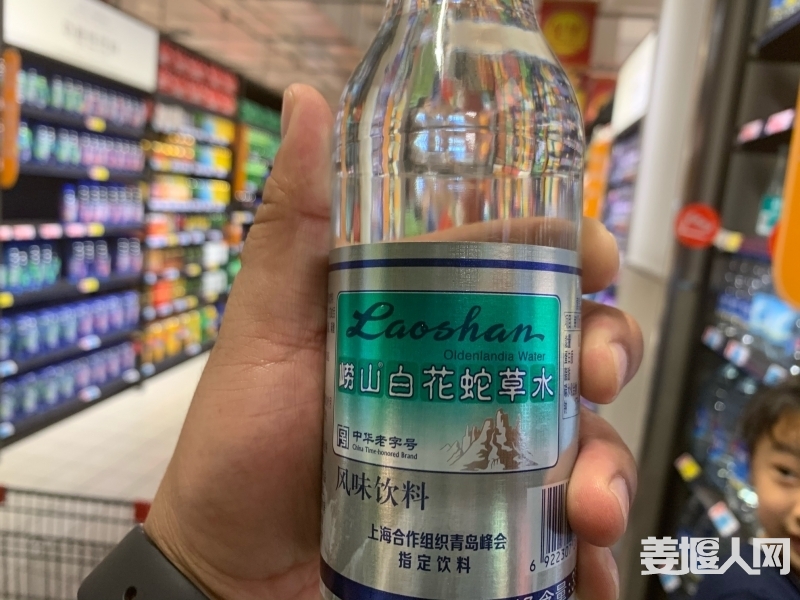 Laoshan
Oldenlandia Water
崂山白花蛇草水
中华老字号
China Time-honored Brand
风味饮料
上海合作组织青岛峰会
指定饮料
姜堰人网